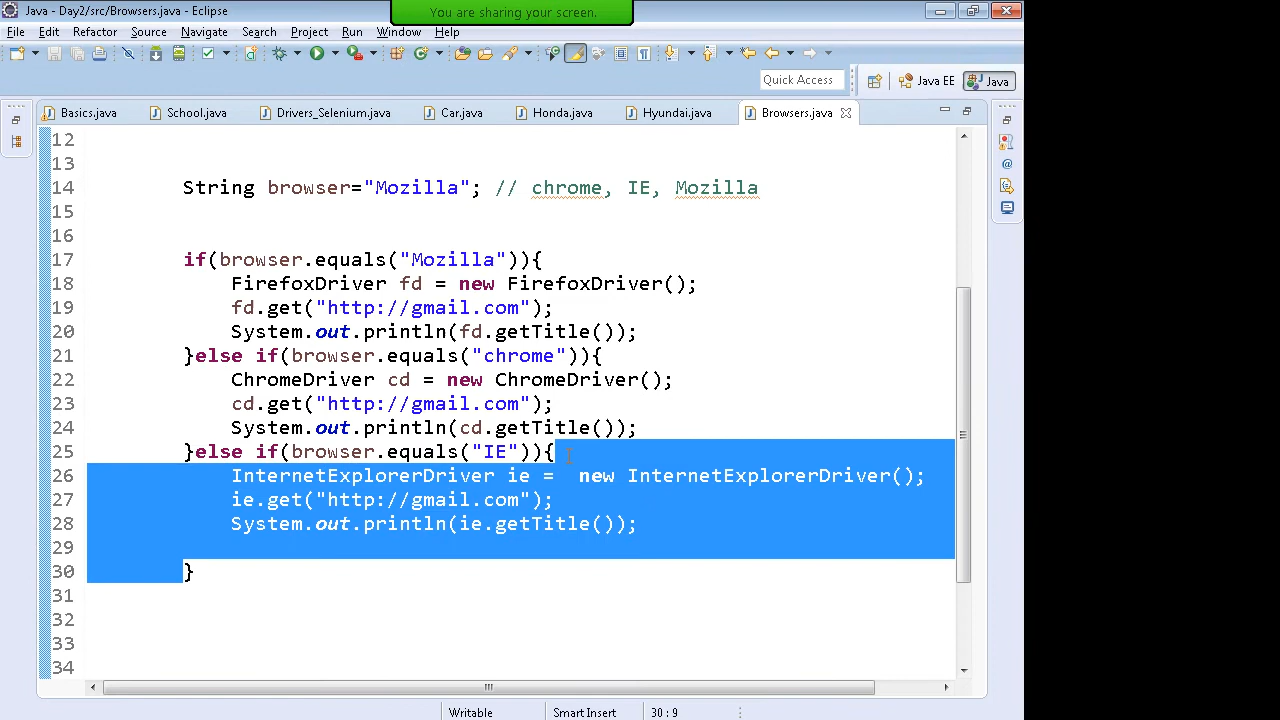 Java - Day2/src/Browsers.java - Eclipse
You are sharing your screen.
File Edit Refactor Source Navigate Search Project Run Window Help
Quick Access
Java EE
Java
Basics.java School.java Drivers_Selenium.java Car.java Honda.java Hyundai.java Browsers.java
12
13
14 String browser="Mozilla"; // chrome, IE, Mozilla
15
16
17 if(browser.equals("Mozilla")){
18 FirefoxDriver fd = new FirefoxDriver();
19 fd.get("http://gmail.com");
20 System.out.println(fd.getTitle());
21 }else if(browser.equals("chrome")){
22 ChromeDriver cd = new ChromeDriver();
23 cd.get("http://gmail.com");
24 System.out.println(cd.getTitle());
25 }else if(browser.equals("IE")){
26 InternetExplorerDriver ie =  new InternetExplorerDriver();
27 ie.get("http://gmail.com");
28 System.out.println(ie.getTitle());
29
30 }
31
32
33
34
Writable Smart Insert 30 : 9